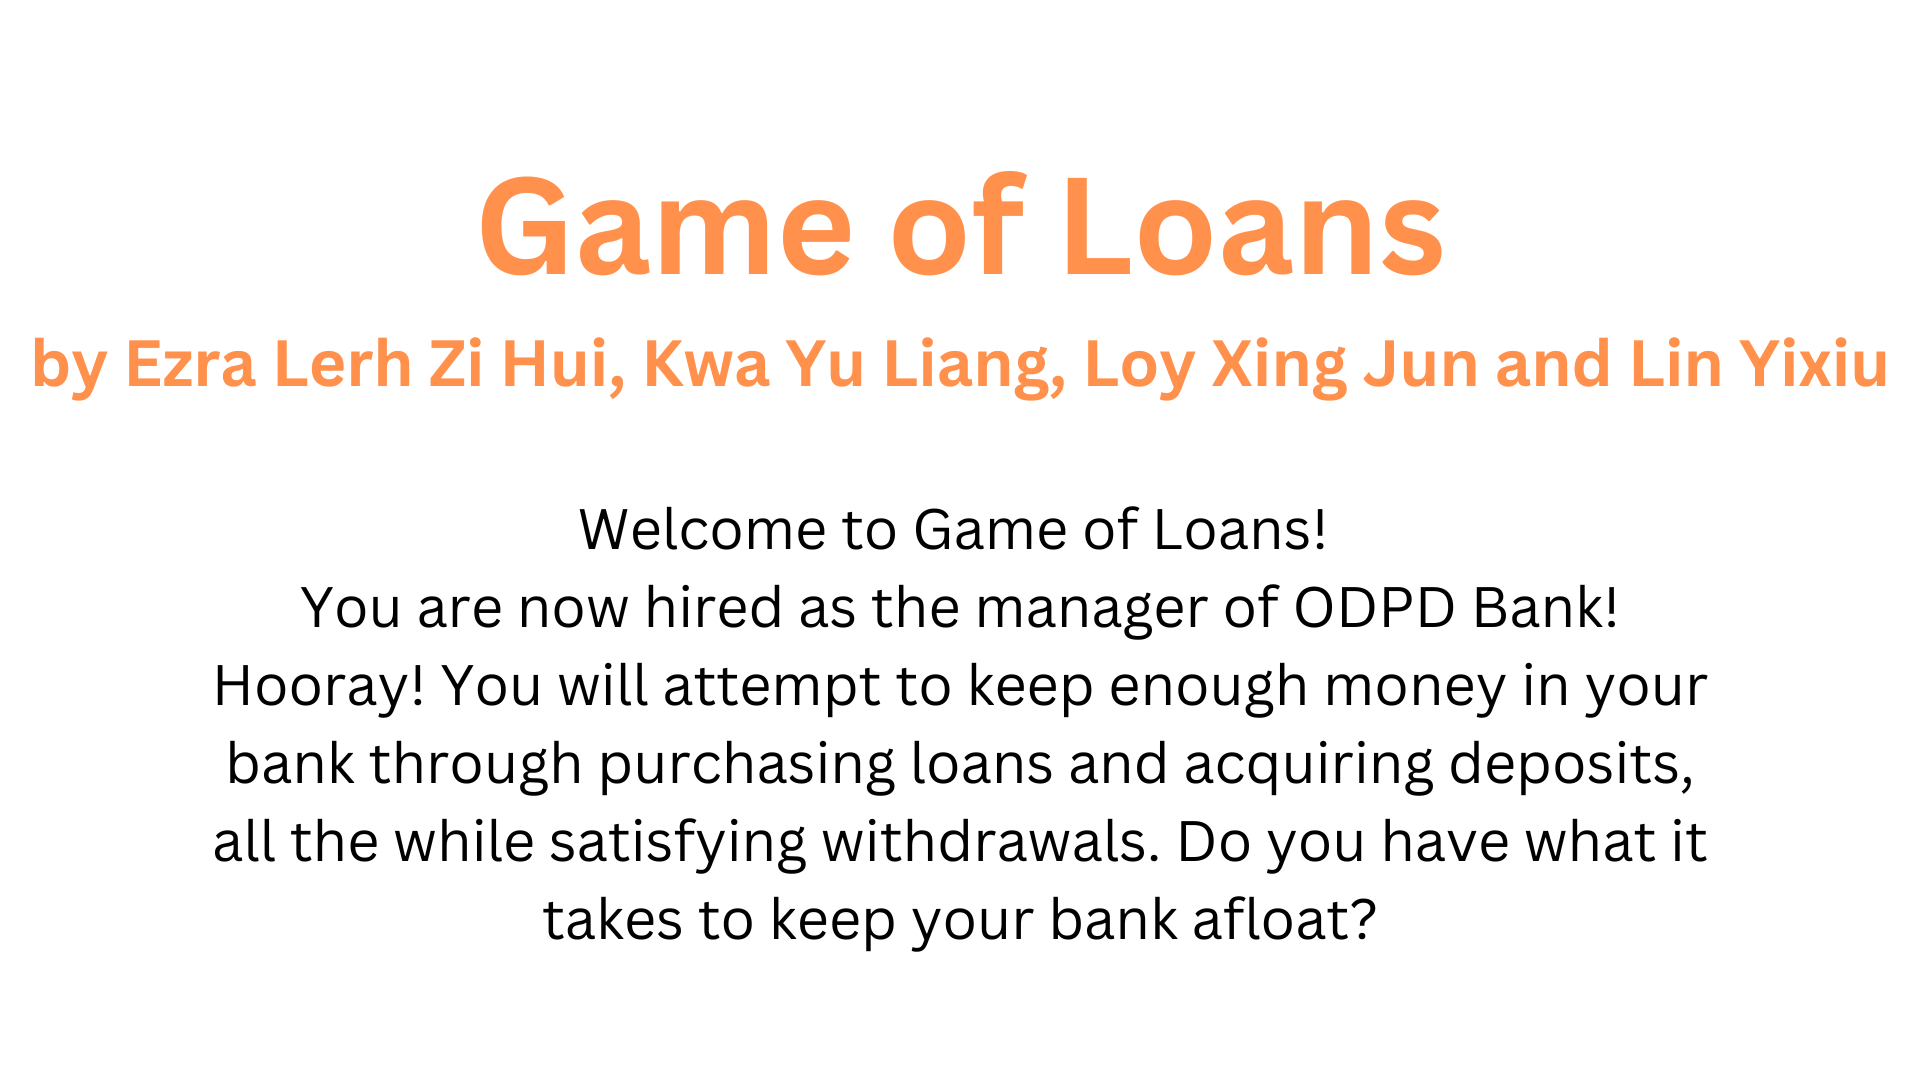 Game of Loans
by Ezra Lerh Zi Hui, Kwa Yu Liang, Loy Xing Jun and Lin Yixiu
Welcome to Game of Loans!
You are now hired as the manager of ODPD Bank!
Hooray! You will attempt to keep enough money in your
bank through purchasing loans and acquiring deposits,
all the while satisfying withdrawals. Do you have what it
takes to keep your bank afloat?